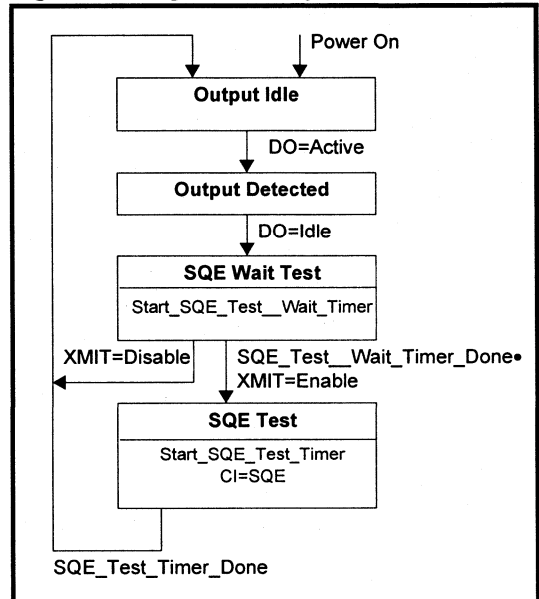 Power On
Output Idle
DO=Active
Output Detected
DO=Idle
SQE Wait Test
Start_SQE_Test__Wait_Timer
XMIT=Disable
SQE_Test__Wait_Timer_Done•
XMIT=Enable
SQE Test
Start_SQE_Test_Timer
CI=SQE
SQE_Test_Timer_Done